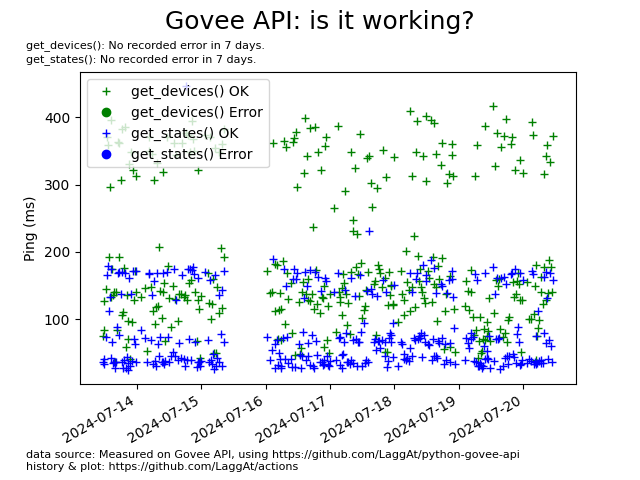 Govee API: is it working?
get_devices(): No recorded error in 7 days.
get_states(): No recorded error in 7 days.
get_devices() OK
get_devices() Error
get_states() OK
get_states() Error
Ping (ms)
400
300
200
100
2024-07-14
2024-07-15
2024-07-16
2024-07-17
2024-07-18
2024-07-19
2024-07-20
data source: Measured on Govee API, using https://github.com/LaggAt/python-govee-api
history & plot: https://github.com/LaggAt/actions